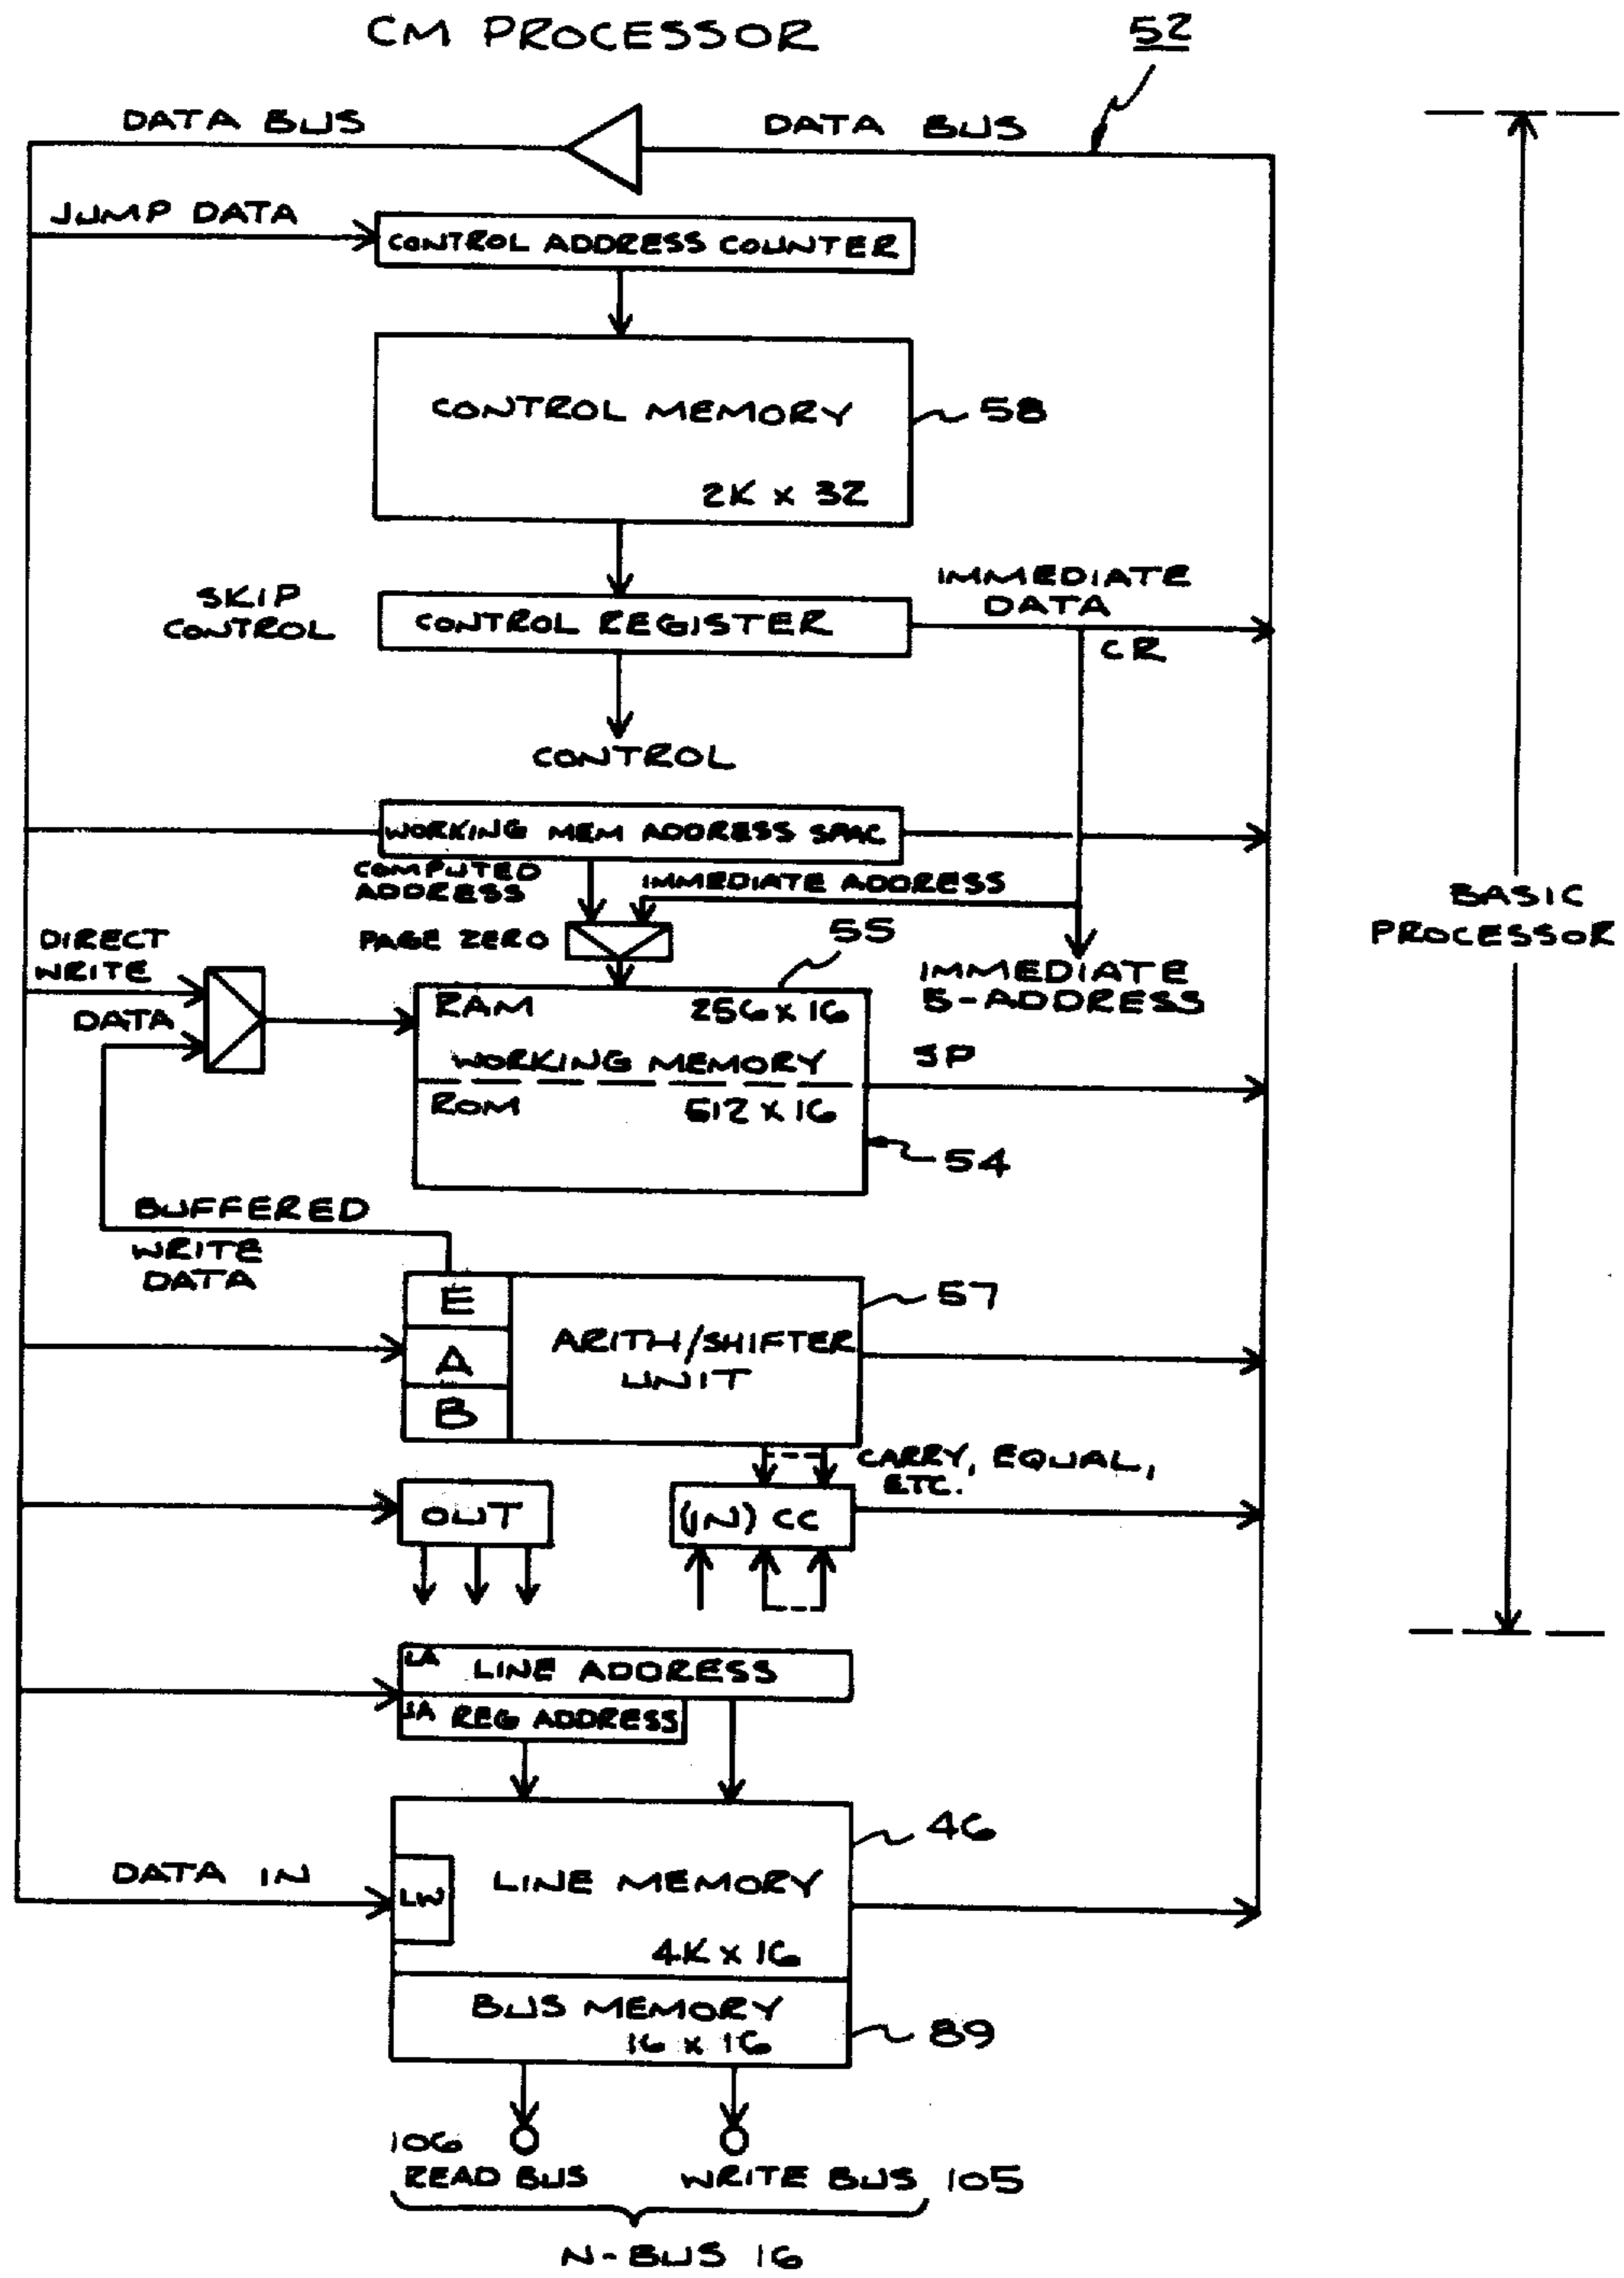 CM PROCESSOR
52
DATA BUS
DATA BUS
JUMP DATA
CONTROL ADDRESS COUNTER
CONTROL MEMORY
58
2K x 32
SKIP
CONTROL
CONTROL REGISTER
IMMEDIATE
DATA
CR
CONTROL
WORKING MEM ADDRESS
COMPUTED
ADDRESS
IMMEDIATE ADDRESS
PAGE ZERO
55
BASIC
PROCESSOR
DIRECT
WRITE
DATA
IMMEDIATE
S-ADDRESS
RAM 256 x 16
WORKING MEMORY
SP
ROM 512 x 16
54
BUFFERED
WRITE
DATA
E
A
B
ARITH/SHIFTER
UNIT
57
CARRY, EQUAL,
ETC.
OUT
(IN) CC
LA LINE ADDRESS
REG ADDRESS
46
DATA IN
LW
LINE MEMORY
4K x 16
BUS MEMORY
16 x 16
89
106
READ BUS
WRITE BUS 105
N-BUS 16